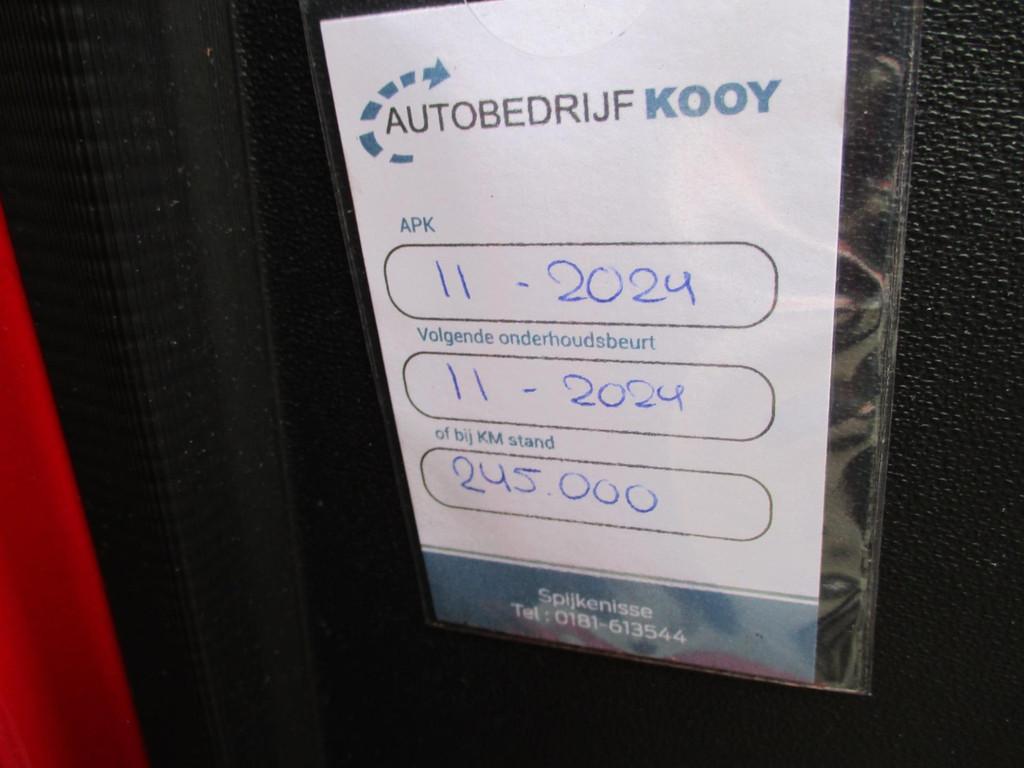 AUTOBEDRIJF KOOY
APK
11 - 2024
Volgende onderhoudsbeurt
11 - 2024
of bij KM stand
245.000
Spijkenisse
Tel : 0181-613544